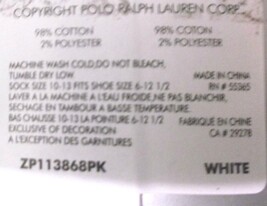 COPYRIGHT POLO RALPH LAUREN CORP.
98% COTTON 98% COTTON
2% POLYESTER 2% POLYESTER
MACHINE WASH COLD,DO NOT BLEACH,
TUMBLE DRY LOW MADE IN CHINA
SOCK SIZE 10-13 FITS SHOE SIZE 6-12 1/2 RN # 55365
LAVER A LA MACHINE A L'EAU FROIDE,NE PAS BLANCHIR,
SECHAGE EN TAMBOUR A BASSE TEMPERATURE.
BAS CHAUSSE 10-13 LA POINTURE 6-12 1/2 FABRIQUE EN CHINE
EXCLUSIVE OF DECORATION CA # 29278
A L'EXCEPTION DES GARNITURES
ZP113868PK WHITE